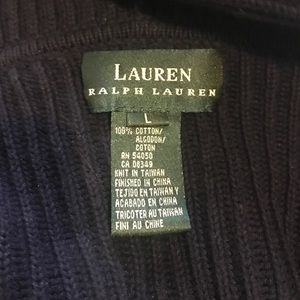 LAUREN
RALPH LAUREN
L
100% COTTON/
ALGODON/
COTON
RN 54050
CA 08349
KNIT IN TAIWAN
FINISHED IN CHINA
TEJIDO EN TAIWAN Y
ACABADO EN CHINA
TRICOTER AU TAIWAN
FINI AU CHINE